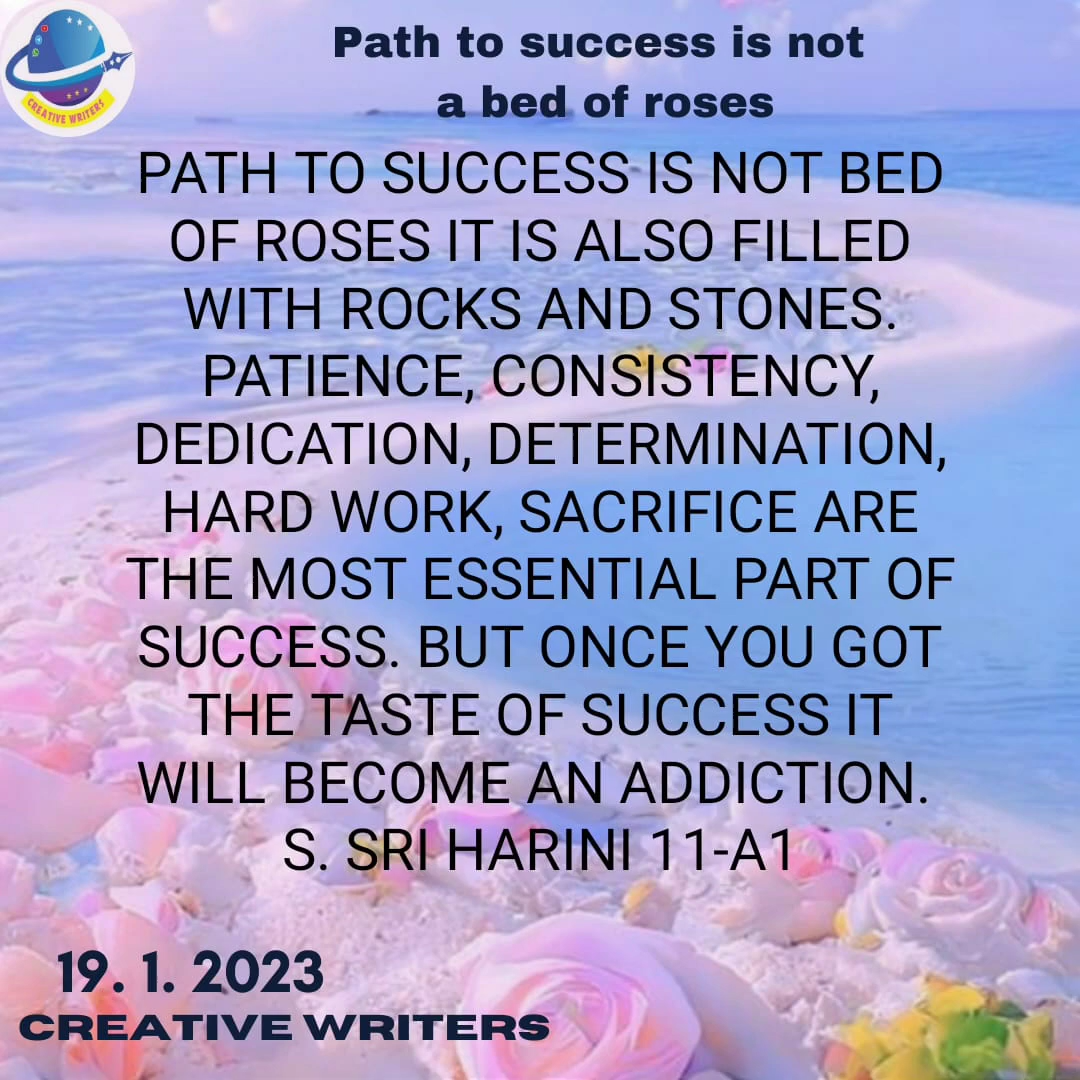 CREATIVE WRITERS
Path to success is not
a bed of roses
PATH TO SUCCESS IS NOT BED
OF ROSES IT IS ALSO FILLED
WITH ROCKS AND STONES.
PATIENCE, CONSISTENCY,
DEDICATION, DETERMINATION,
HARD WORK, SACRIFICE ARE
THE MOST ESSENTIAL PART OF
SUCCESS. BUT ONCE YOU GOT
THE TASTE OF SUCCESS IT
WILL BECOME AN ADDICTION.
S. SRI HARINI 11-A1
19. 1. 2023
CREATIVE WRITERS